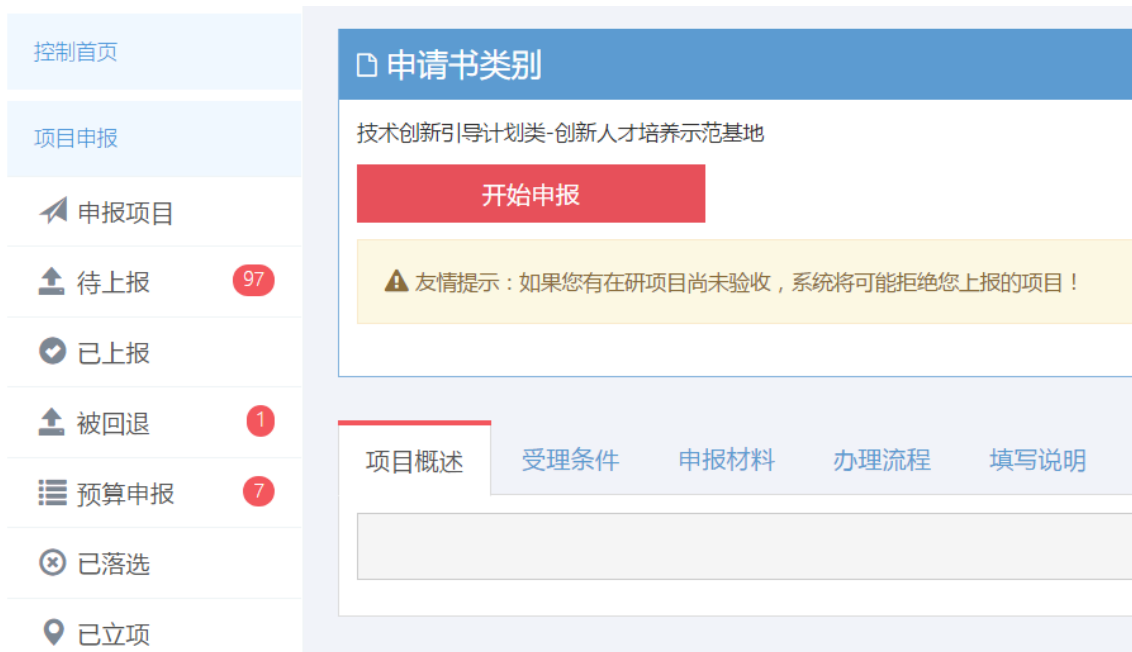 控制首页
项目申报
申报项目
待上报 97
已上报
被回退 1
预算申报 7
已落选
已立项
申请书类别
技术创新引导计划类-创新人才培养示范基地
开始申报
友情提示：如果您有在研项目尚未验收，系统将可能拒绝您上报的项目！
项目概述 受理条件 申报材料 办理流程 填写说明